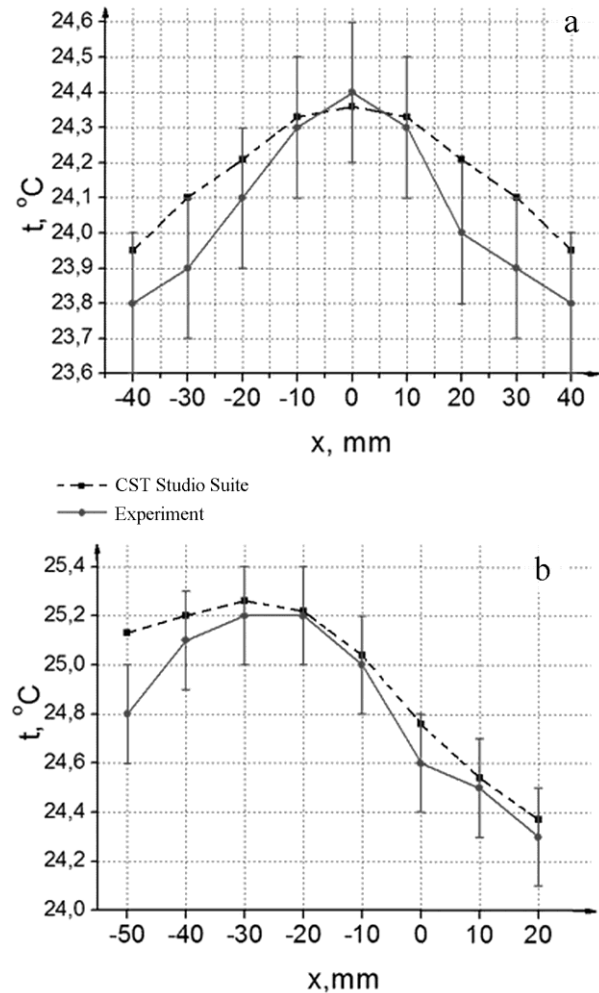 a
24,6
24,5
24,4
24,3
24,2
24,1
24,0
23,9
23,8
23,7
23,6
t, °C
-40 -30 -20 -10 0 10 20 30 40
x, mm
CST Studio Suite
Experiment
b
25,4
25,2
25,0
24,8
24,6
24,4
24,2
24,0
t, °C
-50 -40 -30 -20 -10 0 10 20
x,mm